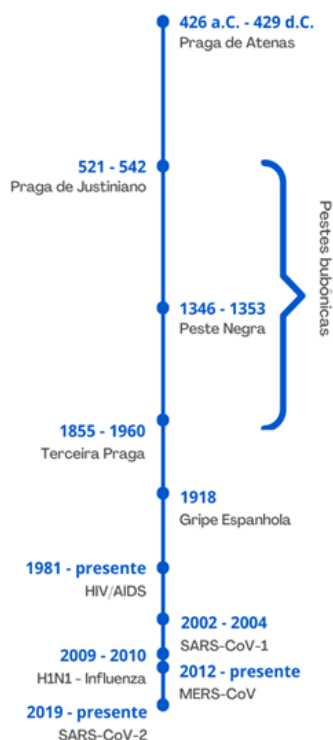 426 a.C. - 429 d.C.
Praga de Atenas
521 - 542
Praga de Justiniano
Pestes bubônicas
1346 - 1353
Peste Negra
1855 - 1960
Terceira Praga
1918
Gripe Espanhola
1981 - presente
HIV/AIDS
2002 - 2004
SARS-CoV-1
2009 - 2010
H1N1 - Influenza
2012 - presente
MERS-CoV
2019 - presente
SARS-CoV-2